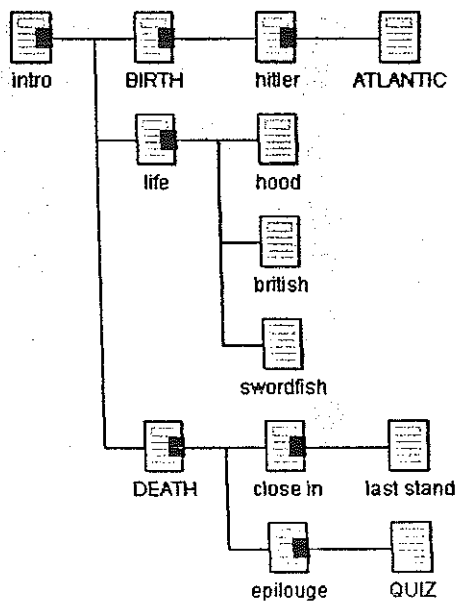 intro BIRTH hitler ATLANTIC
life hood
british
swordfish
DEATH close in last stand
epilouge QUIZ